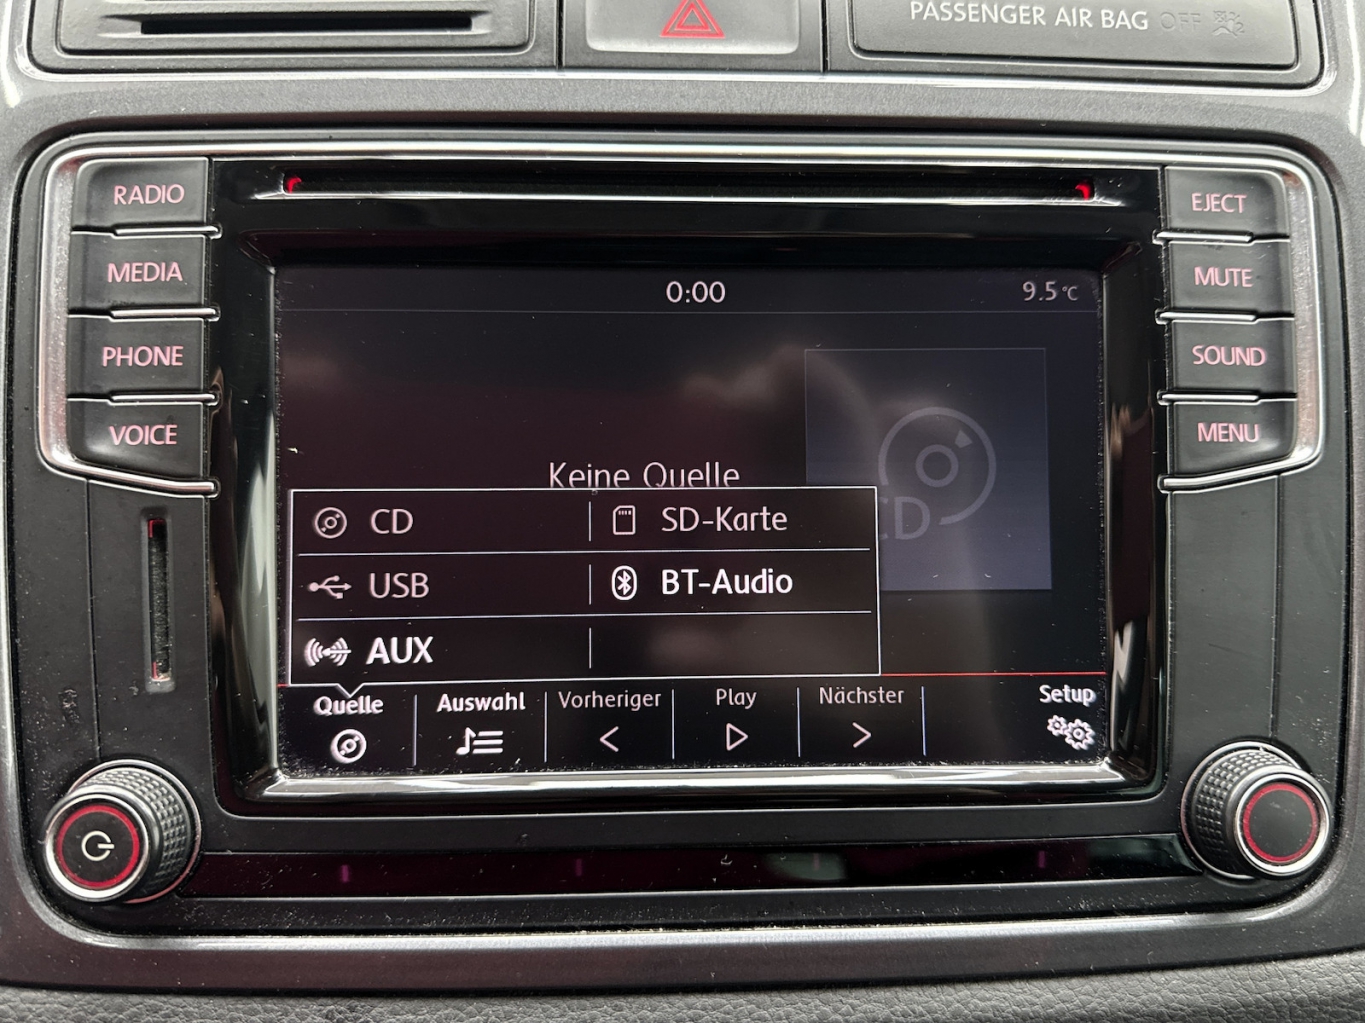 PASSENGER AIR BAG OFF
RADIO
MEDIA
PHONE
VOICE
EJECT
MUTE
SOUND
MENU
0:00
9.5°C
Keine Quelle
CD
CD
SD-Karte
USB
BT-Audio
AUX
Quelle
Auswahl
Vorheriger
Play
Nächster
Setup